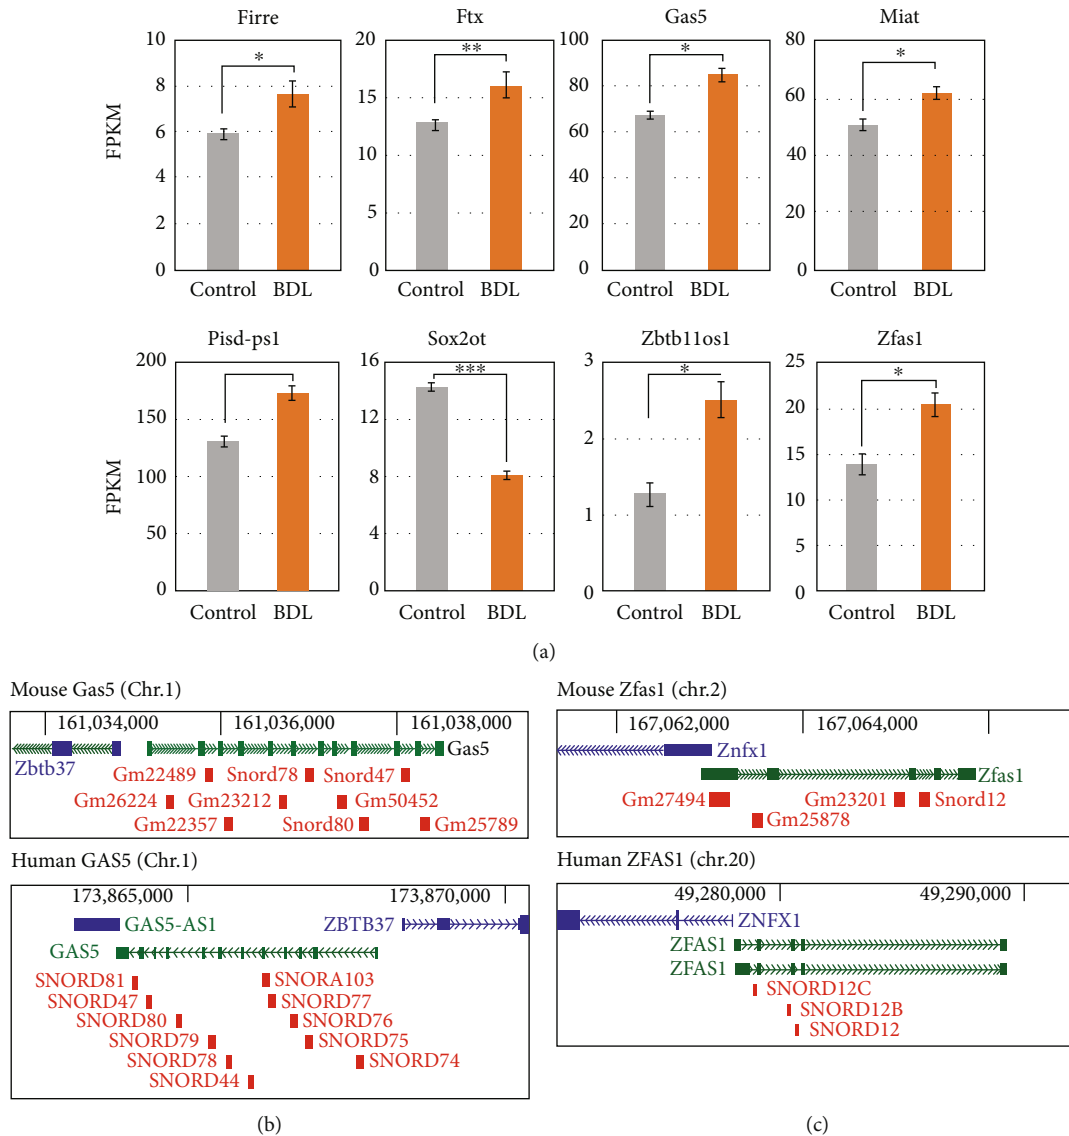 Firre Ftx Gas5 Miat
10 20 100 80
* ** * *
8 80
15 60
6 60
FPKM
10 40
4 40
5 20
2 20
0 0 0 0
Control BDL Control BDL Control BDL Control BDL
Pisd-ps1 Sox2ot Zbtb11os1 Zfas1
200 16 3 25
*** * *
150 12 20
2 15
FPKM
100 8
10
50 4 1
5
0 0 0 0
Control BDL Control BDL Control BDL Control BDL
(a)
Mouse Gas5 (Chr.1)
161,034,000 161,036,000 161,038,000
Gas5
Zbtb37
Gm22489 Snord78 Snord47
Gm26224 Gm23212 Gm50452
Gm22357 Snord80 Gm25789
Human GAS5 (Chr.1)
173,865,000 173,870,000
GAS5-AS1 ZBTB37
GAS5
SNORD81 SNORA103
SNORD47 SNORD77
SNORD80 SNORD76
SNORD79 SNORD75
SNORD78 SNORD74
SNORD44
(b)
Mouse Zfas1 (chr.2)
167,062,000 167,064,000
Znfx1
Zfas1
Gm27494 Gm23201 Snord12
Gm25878
Human ZFAS1 (chr.20)
49,280,000 49,290,000
ZNFX1
ZFAS1
ZFAS1
SNORD12C
SNORD12B
SNORD12
(c)